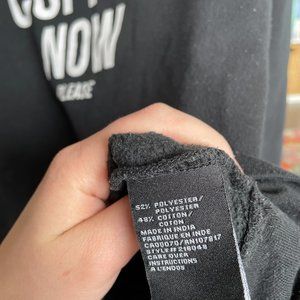 NOW
PLEASE
52% POLYESTER/
POLYESTER
48% COTTON/
COTON
MADE IN INDIA
FABRIQUE EN INDE
CA00070/RN107817
STYLE# 218048
CARE OVER
INSTRUCTIONS
A L'ENDOS